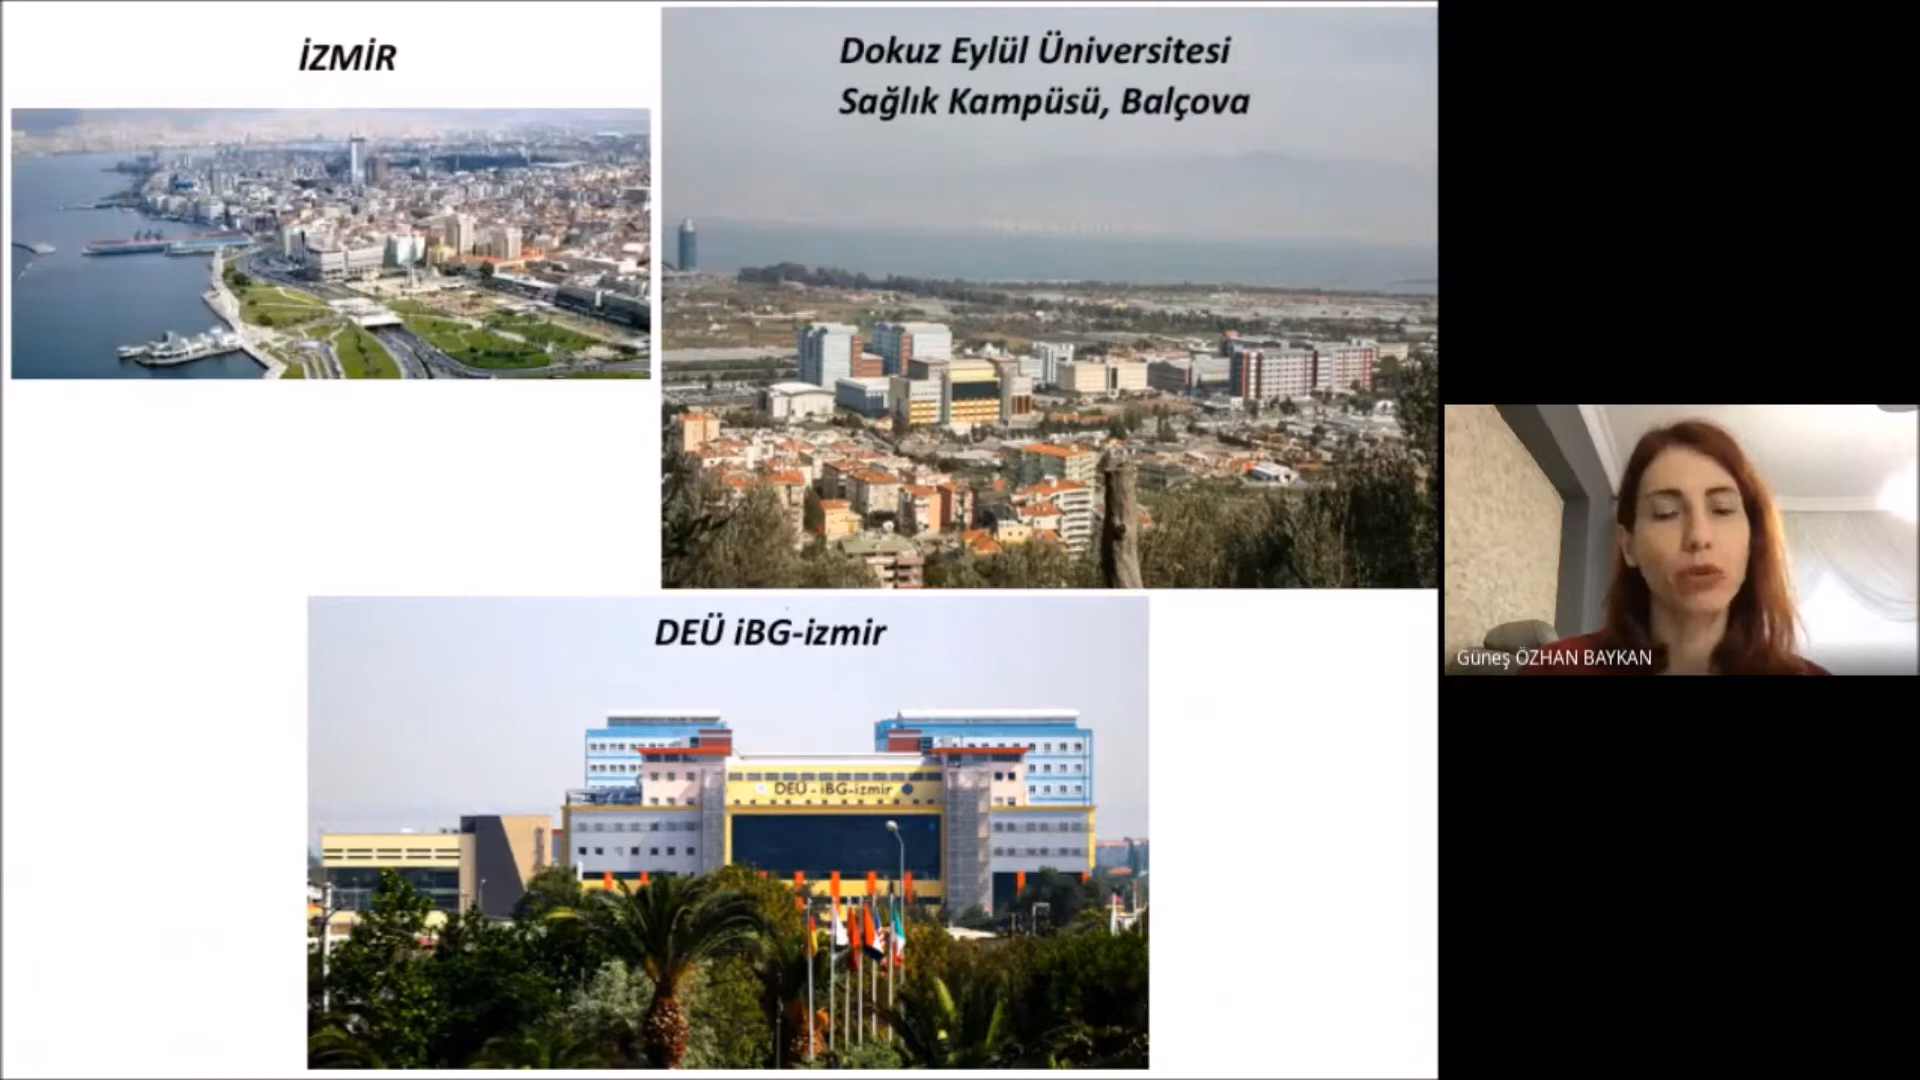 İZMİR
Dokuz Eylül Üniversitesi
Sağlık Kampüsü, Balçova
DEÜ iBG-izmir
DEÜ - iBG-izmir
Güneş ÖZHAN BAYKAN